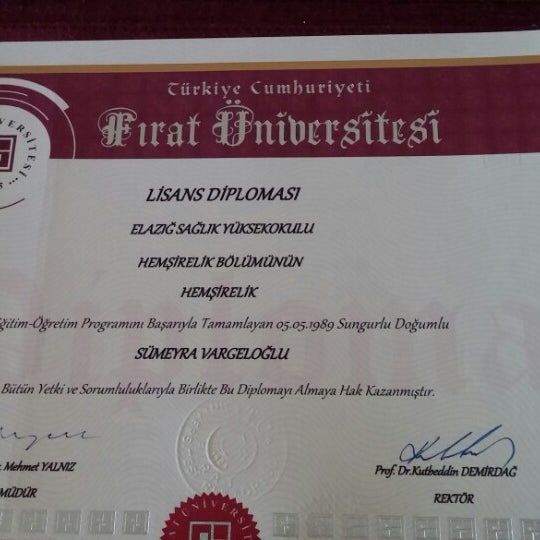 Türkiye Cumhuriyeti
Fırat Üniversitesi
LİSANS DİPLOMASI
ELAZIĞ SAĞLIK YÜKSEKOKULU
HEMŞİRELİK BÖLÜMÜNÜN
HEMŞİRELİK
Eğitim-Öğretim Programını Başarıyla Tamamlayan 05.05.1989 Sungurlu Doğumlu
SÜMEYRA VARGELOĞLU
Bütün Yetki ve Sorumluluklarıyla Birlikte Bu Diplomayı Almaya Hak Kazanmıştır.
Mehmet YALNIZ
Prof. Dr.Kutbeddin DEMİRDAĞ
MÜDÜR
REKTÖR